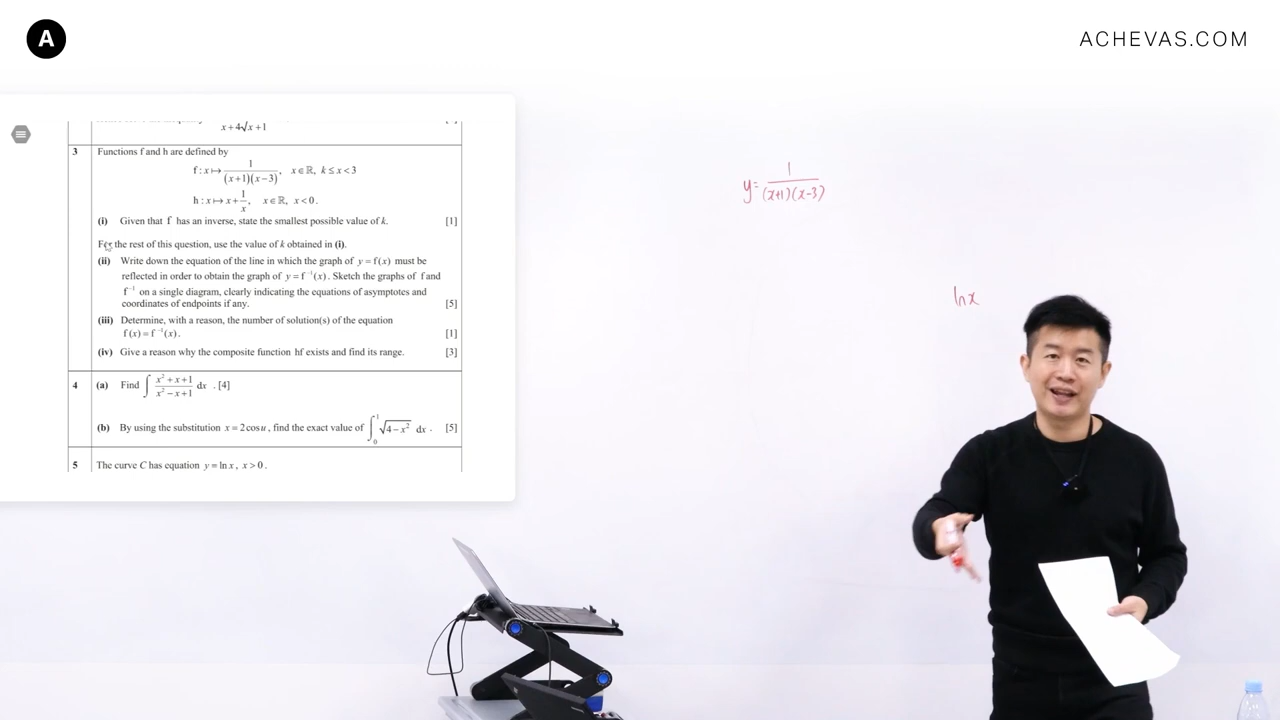 A
ACHEVAS.COM
x+4√x+1
3 Functions f and h are defined by
f : x ↦ 1/((x+1)(x−3)), x∈ℝ, k ≤ x < 3
h : x ↦ x + 1/x, x∈ℝ, x<0.
(i) Given that f has an inverse, state the smallest possible value of k. [1]
For the rest of this question, use the value of k obtained in (i).
(ii) Write down the equation of the line in which the graph of y = f(x) must be
reflected in order to obtain the graph of y = f⁻¹(x). Sketch the graphs of f and
f⁻¹ on a single diagram, clearly indicating the equations of asymptotes and
coordinates of endpoints if any. [5]
(iii) Determine, with a reason, the number of solution(s) of the equation
f(x) = f⁻¹(x). [1]
(iv) Give a reason why the composite function hf exists and find its range. [3]
4 (a) Find ∫ (x²+x+1)/(x²−x+1) dx . [4]
(b) By using the substitution x = 2cosu, find the exact value of ∫₀¹ √(4−x²) dx . [5]
5 The curve C has equation y = ln x, x > 0.
y= 1/((x+1)(x-3))
ln x